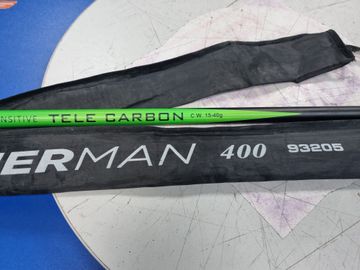 NSITIVE TELE CARBON C.W. 15-40g
ERMAN 400 93205